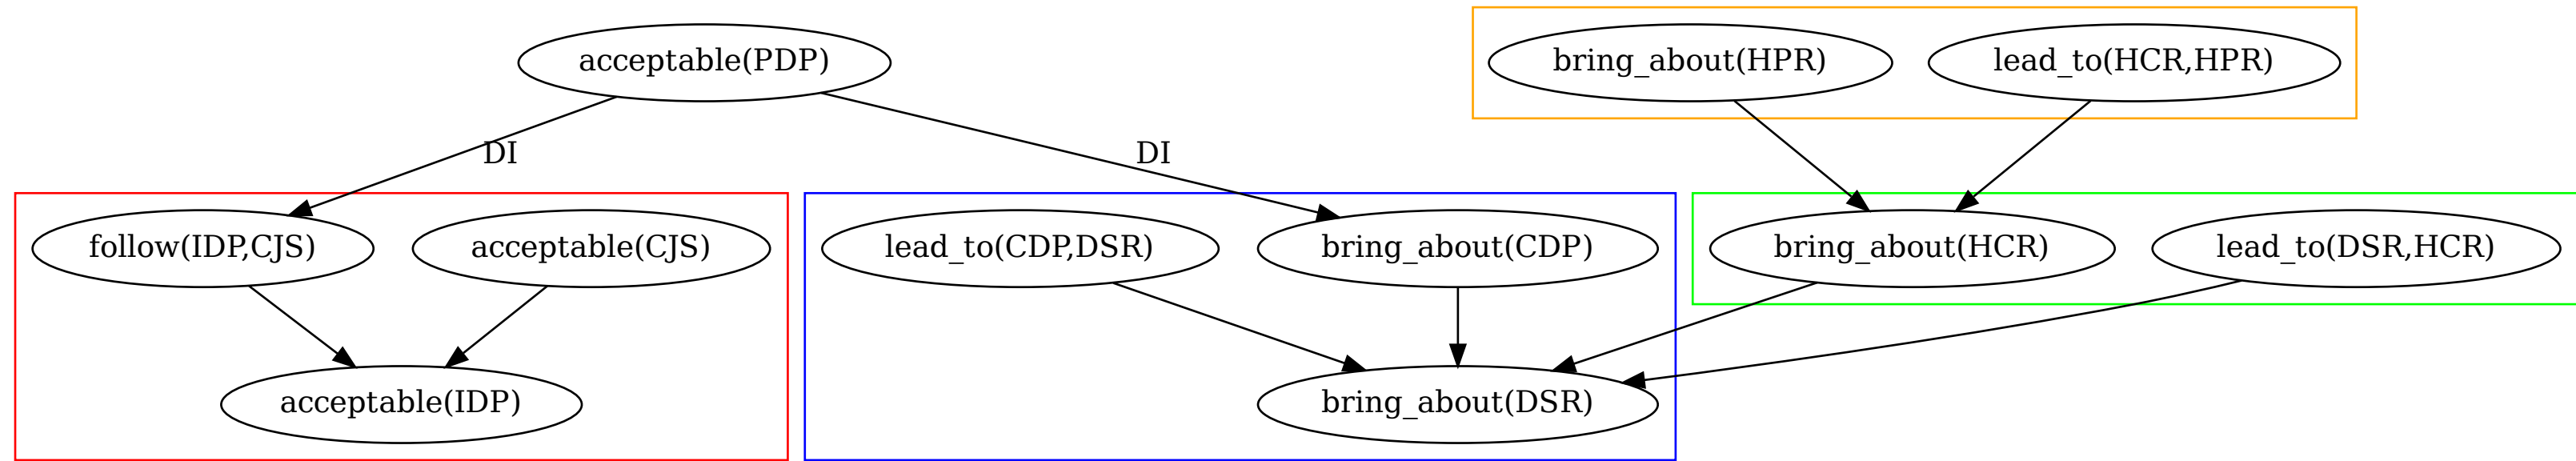 acceptable(PDP)
bring_about(HPR)
lead_to(HCR,HPR)
DI
DI
follow(IDP,CJS)
acceptable(CJS)
lead_to(CDP,DSR)
bring_about(CDP)
bring_about(HCR)
lead_to(DSR,HCR)
acceptable(IDP)
bring_about(DSR)